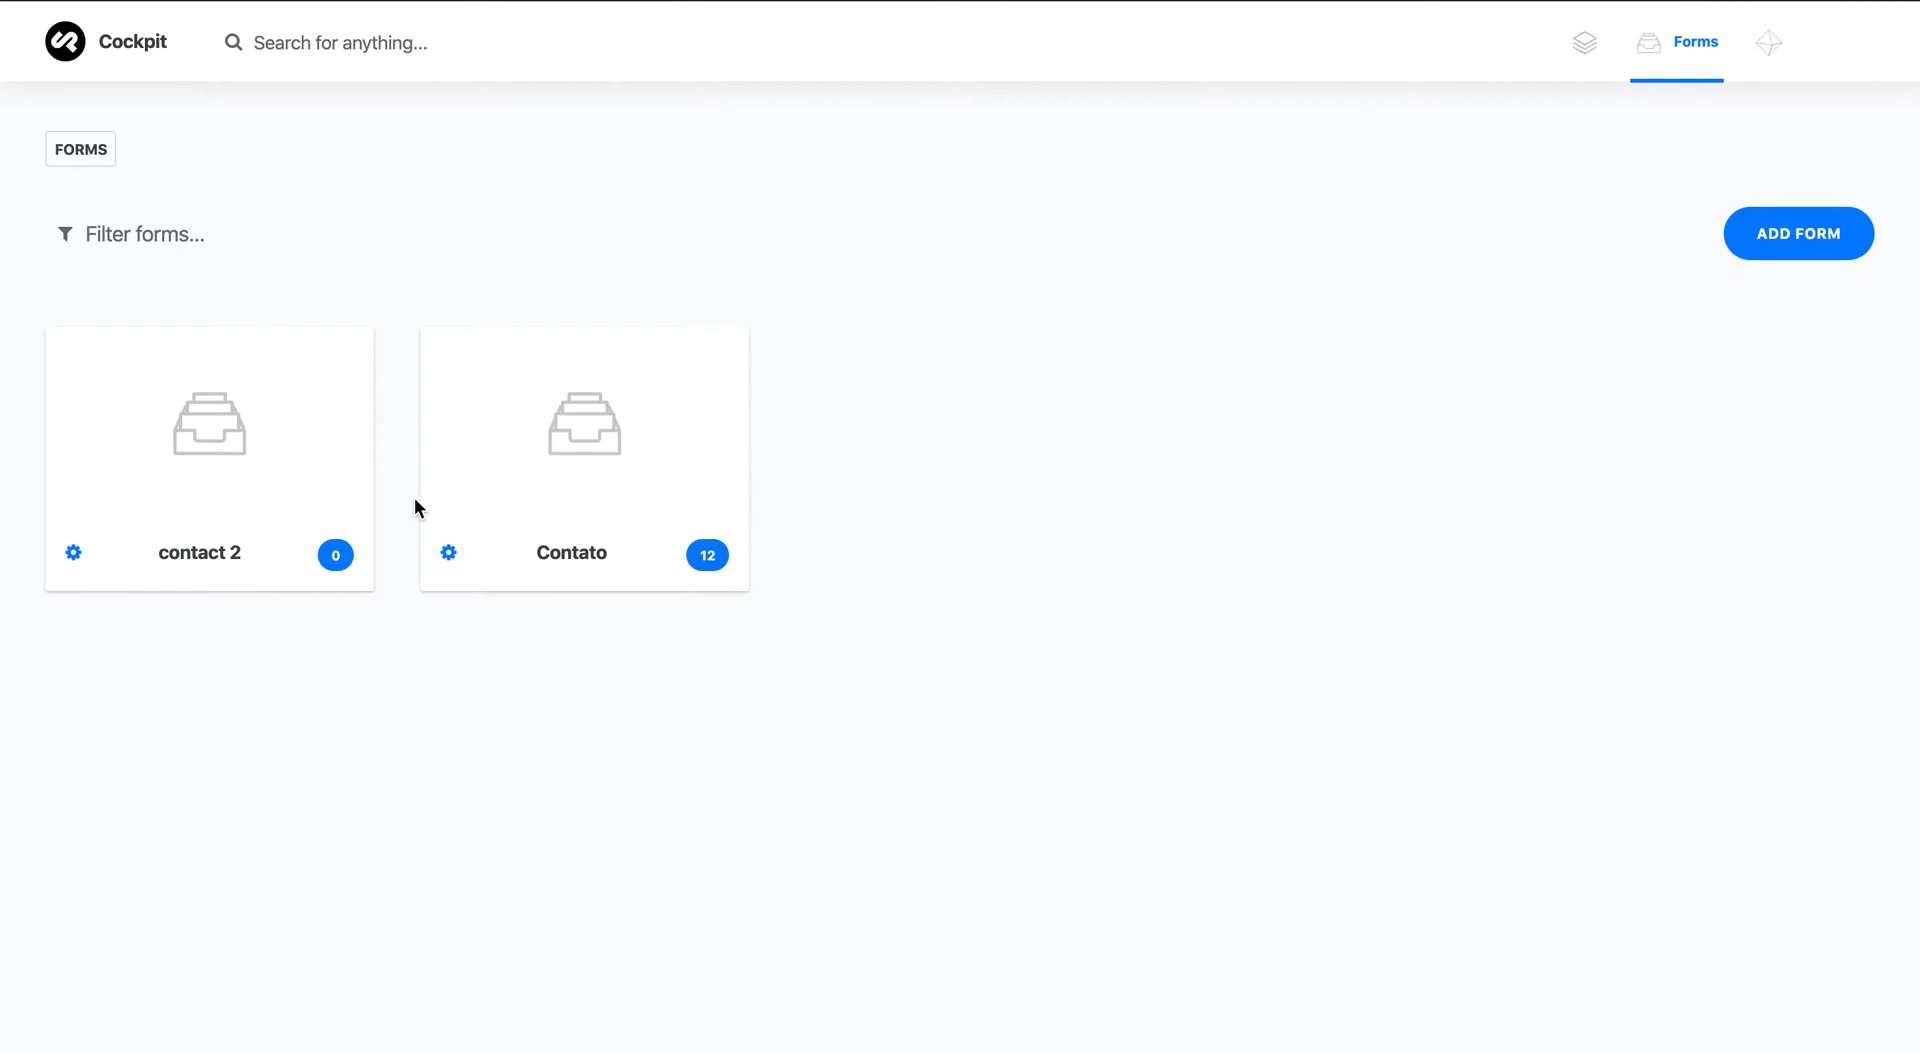 Cockpit
Search for anything...
Forms
FORMS
Filter forms...
ADD FORM
contact 2
0
Contato
12